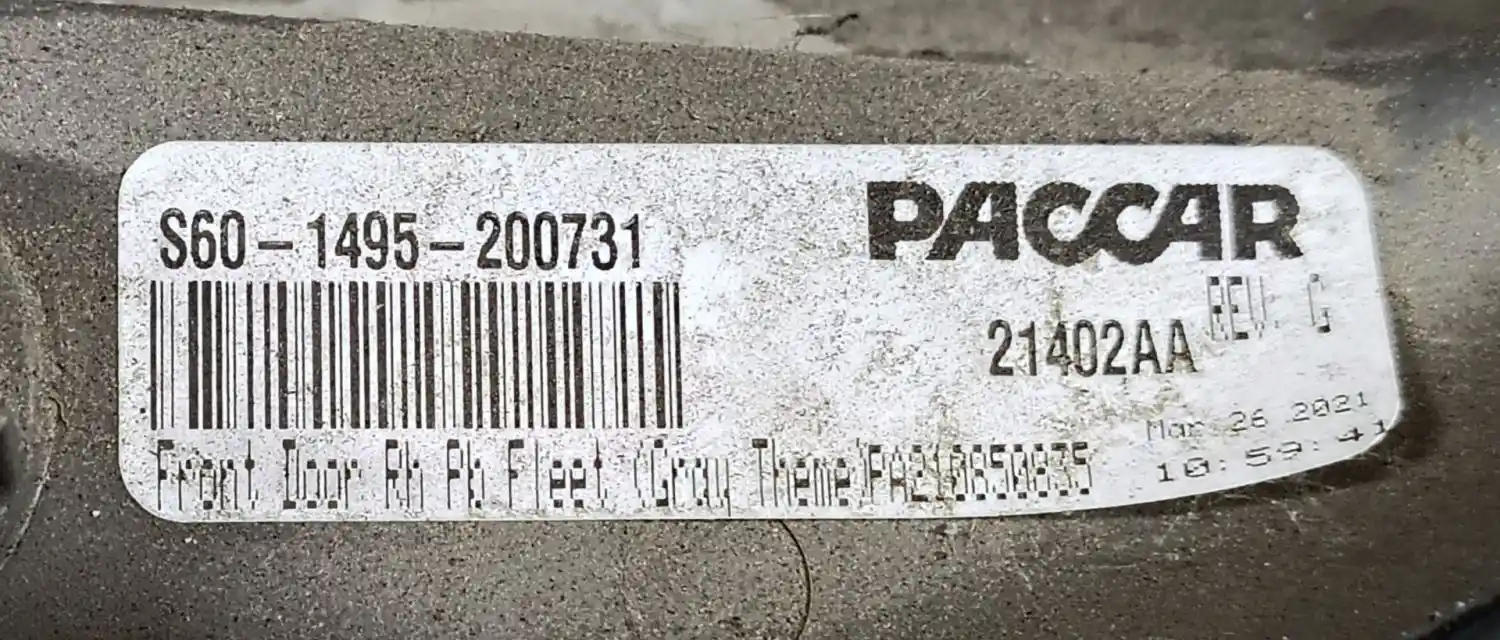 S60-1495-200731
PACCAR
21402AA REV. G
Front Door Rh Pb Fleet (Gray Theme)
Mar 26 2021
10:59:41